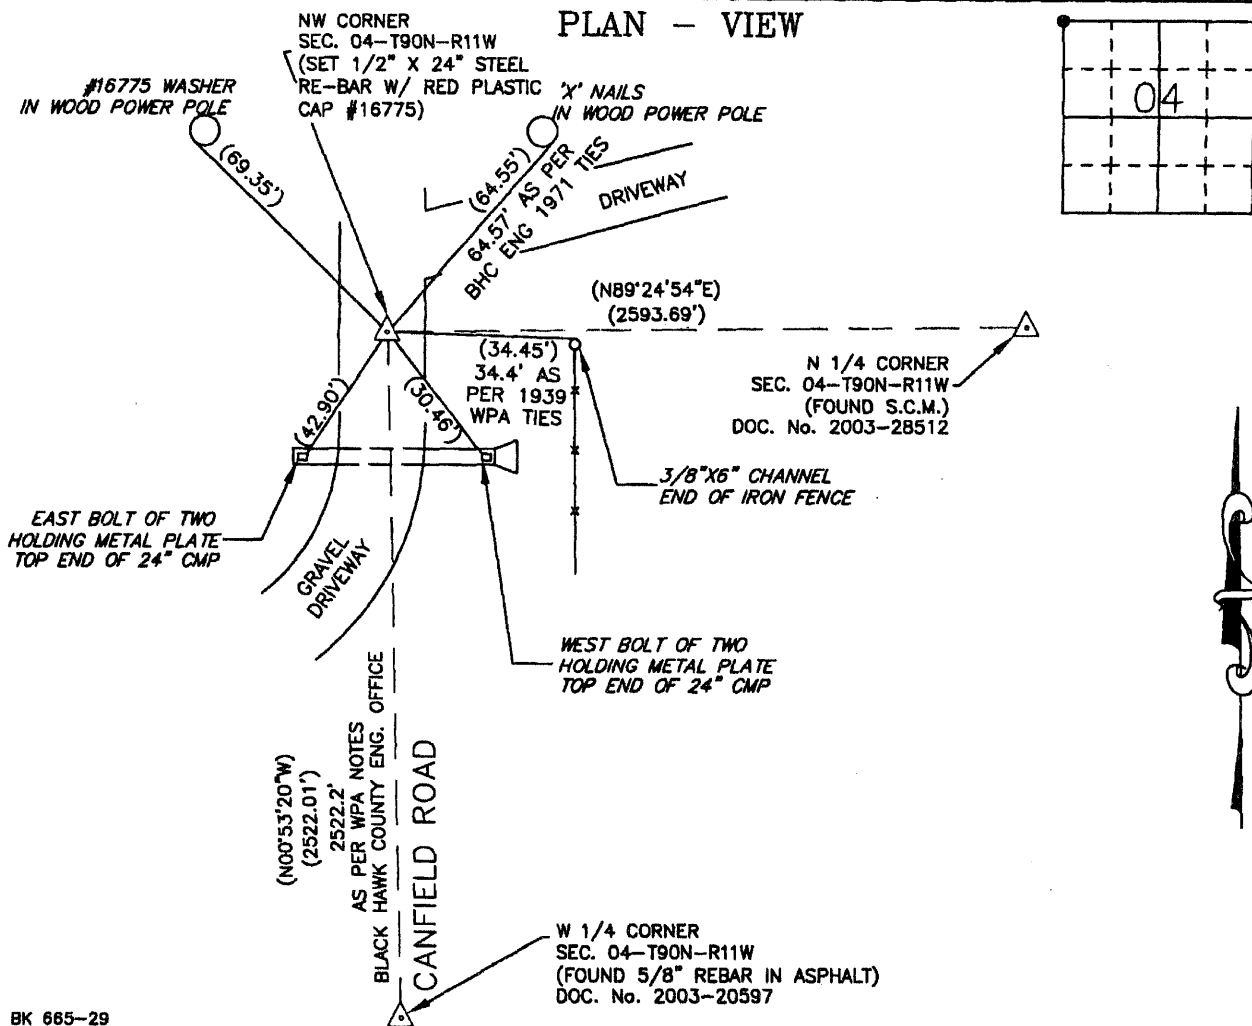 PLAN - VIEW
NW CORNER
SEC. 04-T90N-R11W
(SET 1/2" X 24" STEEL
RE-BAR W/ RED PLASTIC
CAP #16775)
#16775 WASHER
IN WOOD POWER POLE
'X' NAILS
IN WOOD POWER POLE
04
(69.35')
(64.55')
64.57' AS PER
BHC ENG 1971 TIES
DRIVEWAY
(N89°24'54"E)
(2593.69')
(34.45')
34.4' AS
PER 1939
WPA TIES
N 1/4 CORNER
SEC. 04-T90N-R11W
(FOUND S.C.M.)
DOC. No. 2003-28512
(42.90')
(30.46')
3/8"X6" CHANNEL
END OF IRON FENCE
EAST BOLT OF TWO
HOLDING METAL PLATE
TOP END OF 24" CMP
GRAVEL
DRIVEWAY
WEST BOLT OF TWO
HOLDING METAL PLATE
TOP END OF 24" CMP
(N00°53'20"W)
(2522.01')
2522.2'
AS PER WPA NOTES
BLACK HAWK COUNTY ENG. OFFICE
CANFIELD ROAD
W 1/4 CORNER
SEC. 04-T90N-R11W
(FOUND 5/8" REBAR IN ASPHALT)
DOC. No. 2003-20597
BK 665-29